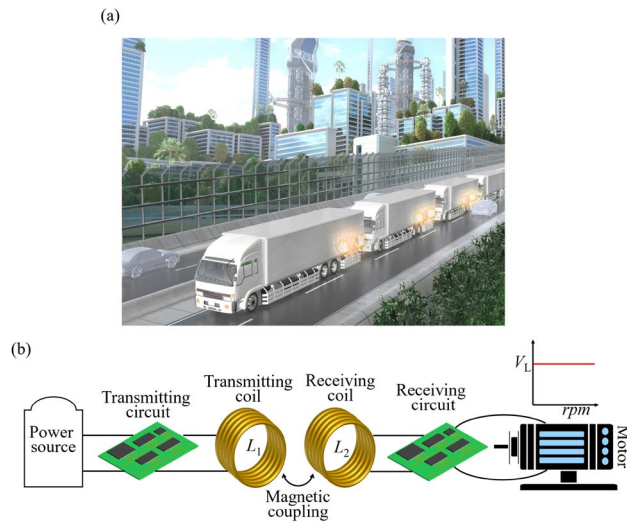 (a)
(b)
Power
source
Transmitting
circuit
Transmitting
coil
L1
Magnetic
coupling
Receiving
coil
L2
Receiving
circuit
VL
rpm
Motor